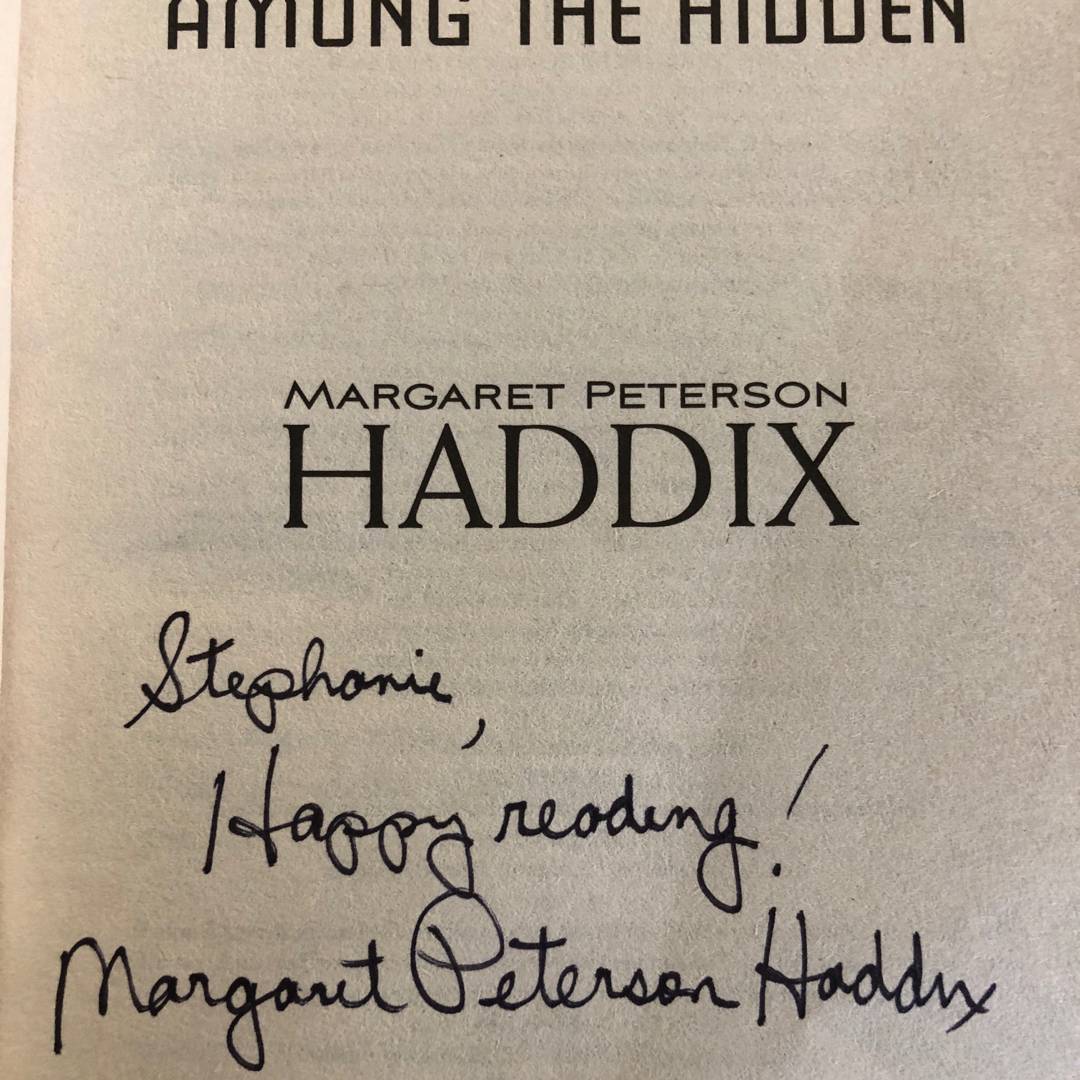 AMONG THE HIDDEN
MARGARET PETERSON
HADDIX
Stephanie,
Happy reading!
Margaret Peterson Haddix